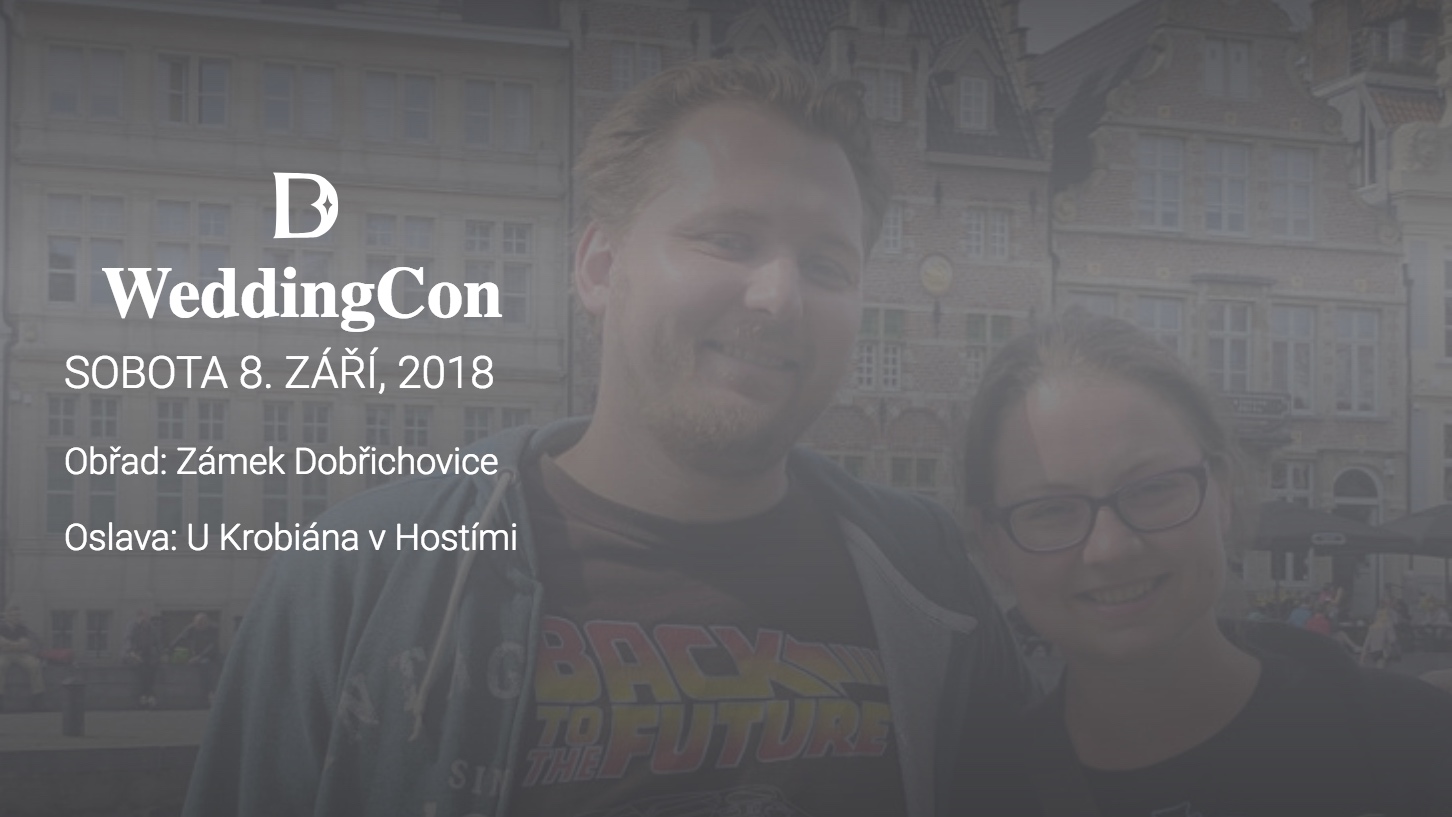 D
WeddingCon
SOBOTA 8. ZÁŘÍ, 2018
Obřad: Zámek Dobřichovice
Oslava: U Krobiána v Hostími
BACK
TO THE FUTURE